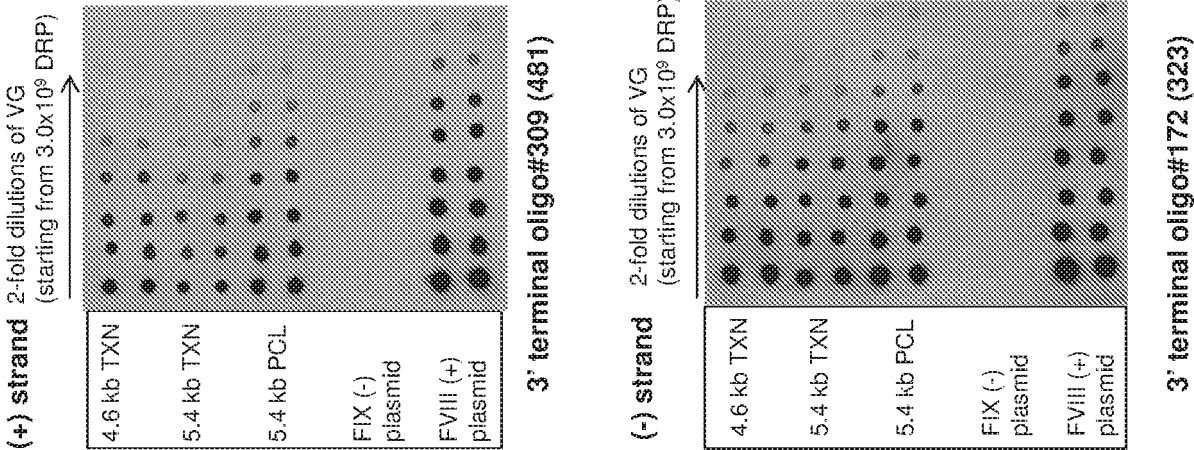 (+) strand
2-fold dilutions of VG
(starting from 3.0x10⁹ DRP)
4.6 kb TXN
5.4 kb TXN
5.4 kb PCL
FIX (-)
plasmid
FVIII (+)
plasmid
3' terminal oligo#309 (481)
(-) strand
2-fold dilutions of VG
(starting from 3.0x10⁹ DRP)
4.6 kb TXN
5.4 kb TXN
5.4 kb PCL
FIX (-)
plasmid
FVIII (+)
plasmid
3' terminal oligo#172 (323)